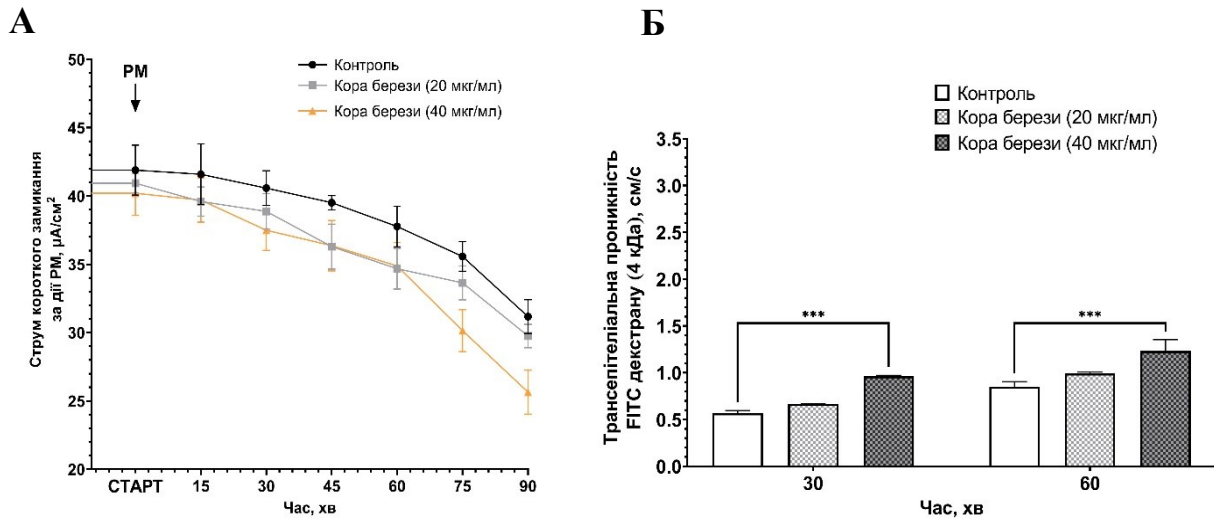 А
50
45
40
35
30
25
20
Струм короткого замикання
за дії РМ, µA/см²
РМ
Контроль
Кора берези (20 мкг/мл)
Кора берези (40 мкг/мл)
СТАРТ 15 30 45 60 75 90
Час, хв
Б
Контроль
Кора берези (20 мкг/мл)
Кора берези (40 мкг/мл)
Трансепітеліальна проникність
FITC декстрану (4 кДа), см/с
3.5
3.0
2.5
2.0
1.5
1.0
0.5
0.0
*** ***
30 60
Час, хв